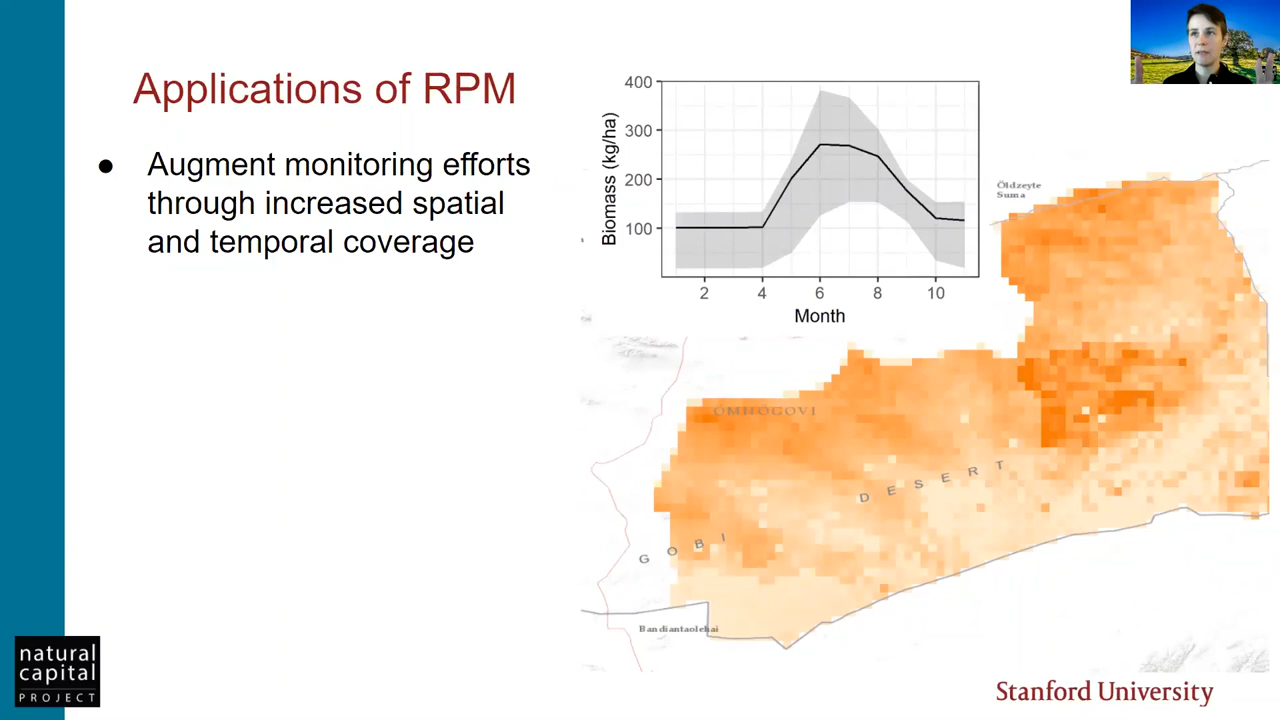 Applications of RPM
● Augment monitoring efforts
through increased spatial
and temporal coverage
400
300
200
100
Biomass (kg/ha)
2 4 6 8 10
Month
Öldzeyte
Suma
ÖMNÖGOVI
GOBI DESERT
Bandiantaolehai
natural
capital
PROJECT
Stanford University